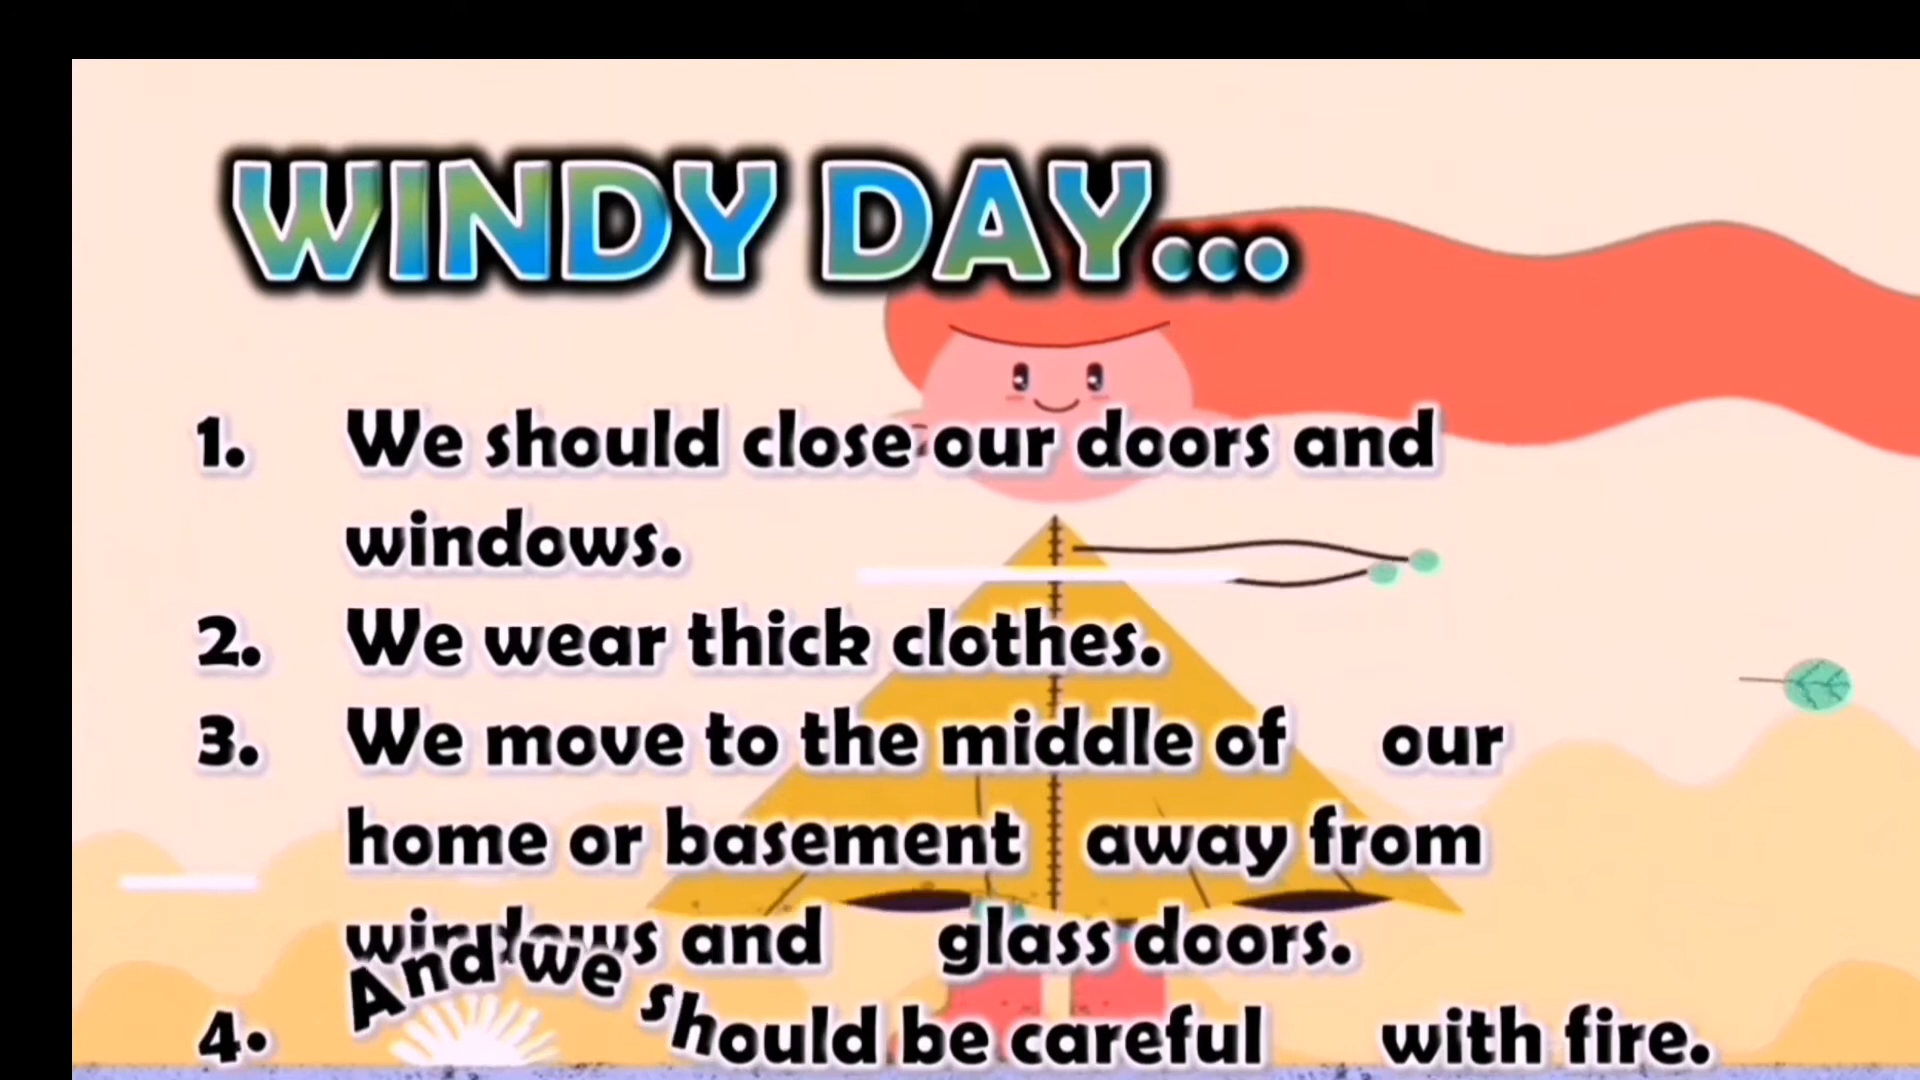 WINDY DAY...
1. We should close our doors and
windows.
2. We wear thick clothes.
3. We move to the middle of our
home or basement away from
windows and glass doors.
4. And we should be careful with fire.